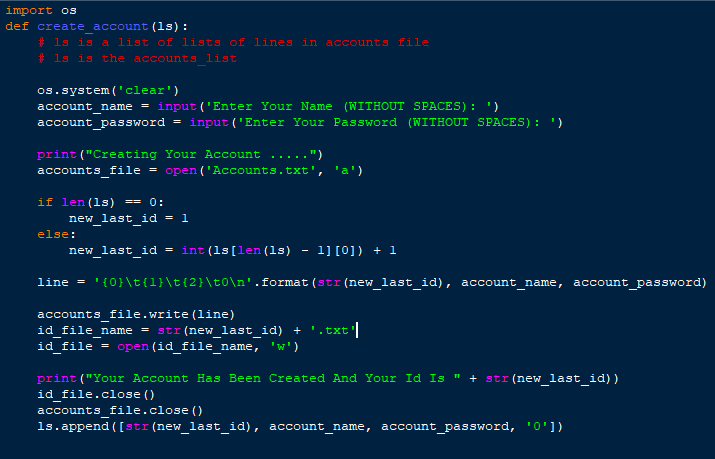 import os
def create_account(ls):
    # ls is a list of lists of lines in accounts file
    # ls is the accounts_list

    os.system('clear')
    account_name = input('Enter Your Name (WITHOUT SPACES): ')
    account_password = input('Enter Your Password (WITHOUT SPACES): ')

    print("Creating Your Account .....")
    accounts_file = open('Accounts.txt', 'a')

    if len(ls) == 0:
        new_last_id = 1
    else:
        new_last_id = int(ls[len(ls) - 1][0]) + 1

    line = '{0}\t{1}\t{2}\t0\n'.format(str(new_last_id), account_name, account_password)

    accounts_file.write(line)
    id_file_name = str(new_last_id) + '.txt'
    id_file = open(id_file_name, 'w')

    print("Your Account Has Been Created And Your Id Is " + str(new_last_id))
    id_file.close()
    accounts_file.close()
    ls.append([str(new_last_id), account_name, account_password, '0'])